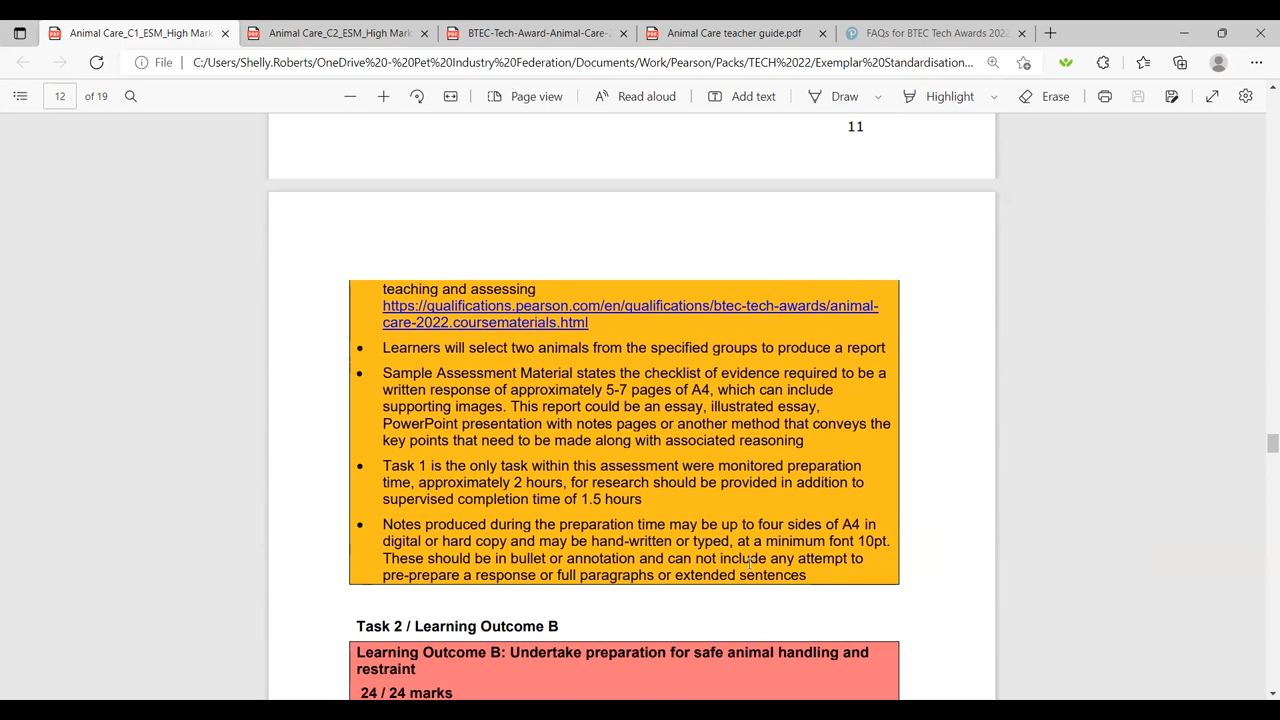 Animal Care_C1_ESM_High Mark
Animal Care_C2_ESM_High Mark
BTEC-Tech-Award-Animal-Care-2
Animal Care teacher guide.pdf
FAQs for BTEC Tech Awards 2022
File
C:/Users/Shelly.Roberts/OneDrive%20-%20Pet%20Industry%20Federation/Documents/Work/Pearson/Packs/TECH%2022/Exemplar%20Standardisation...
12 of 19
Page view
Read aloud
Add text
Draw
Highlight
Erase
11
teaching and assessing
https://qualifications.pearson.com/en/qualifications/btec-tech-awards/animal-
care-2022.coursematerials.html
• Learners will select two animals from the specified groups to produce a report
• Sample Assessment Material states the checklist of evidence required to be a
written response of approximately 5-7 pages of A4, which can include
supporting images. This report could be an essay, illustrated essay,
PowerPoint presentation with notes pages or another method that conveys the
key points that need to be made along with associated reasoning
• Task 1 is the only task within this assessment were monitored preparation
time, approximately 2 hours, for research should be provided in addition to
supervised completion time of 1.5 hours
• Notes produced during the preparation time may be up to four sides of A4 in
digital or hard copy and may be hand-written or typed, at a minimum font 10pt.
These should be in bullet or annotation and can not include any attempt to
pre-prepare a response or full paragraphs or extended sentences
Task 2 / Learning Outcome B
Learning Outcome B: Undertake preparation for safe animal handling and
restraint
24 / 24 marks